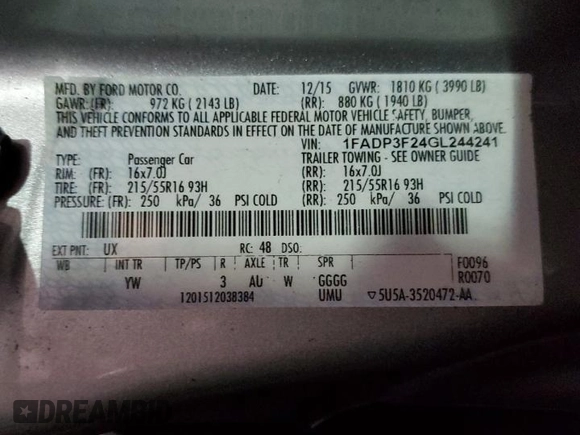 MFD. BY FORD MOTOR CO. DATE: 12/15 GVWR: 1810 KG ( 3990 LB)
GAWR: (FR): 972 KG ( 2143 LB) (RR): 880 KG ( 1940 LB)
THIS VEHICLE CONFORMS TO ALL APPLICABLE FEDERAL MOTOR VEHICLE SAFETY, BUMPER,
AND THEFT PREVENTION STANDARDS IN EFFECT ON THE DATE OF MANUFACTURE SHOWN ABOVE.
VIN: 1FADP3F24GL244241
TYPE: Passenger Car TRAILER TOWING - SEE OWNER GUIDE
RIM: (FR): 16x7.0J (RR): 16x7.0J
TIRE: (FR): 215/55R16 93H (RR): 215/55R16 93H
PRESSURE: (FR): 250 kPa/ 36 PSI COLD (RR): 250 kPa/ 36 PSI COLD
EXT PNT: UX RC: 48 DSO:
WB INT TR TP/PS R AXLE TR SPR F0096
YW 3 AU W GGGG R0070
1201512038384 UMU ▽5U5A-3520472-AA
DREAMBID